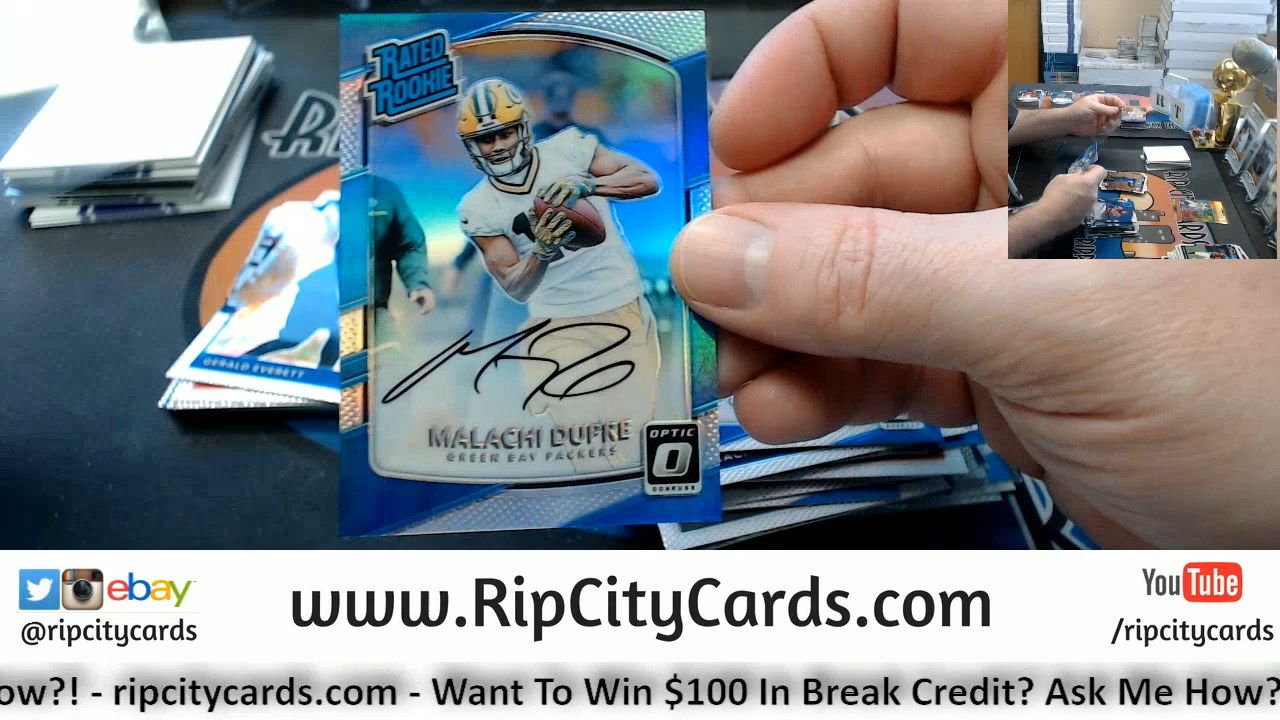 RATED
ROOKIE
MALACHI DUPRE
GREEN BAY PACKERS
OPTIC
O
DONRUSS
GERALD EVERETT
ebay
@ripcitycards
www.RipCityCards.com
YouTube
/ripcitycards
ow?! - ripcitycards.com - Want To Win $100 In Break Credit? Ask Me How?